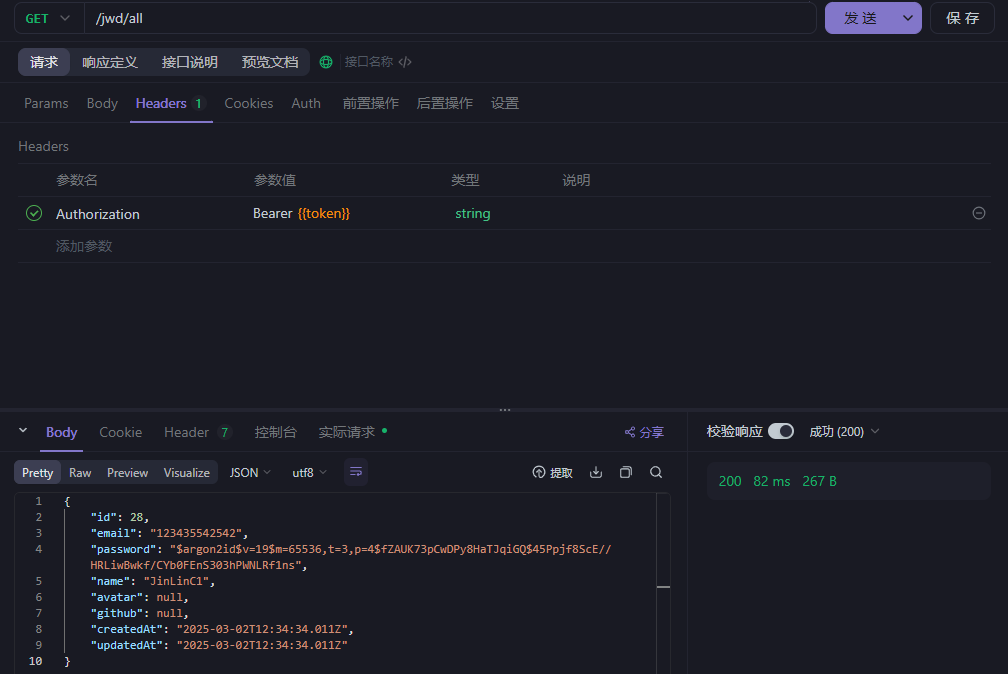 GET /jwd/all 发 送 保 存
请求 响应定义 接口说明 预览文档 接口名称 </>
Params Body Headers 1 Cookies Auth 前置操作 后置操作 设置
Headers
参数名 参数值 类型 说明
Authorization Bearer {{token}} string
添加参数
Body Cookie Header 7 控制台 实际请求 分享 校验响应 成功 (200)
Pretty Raw Preview Visualize JSON utf8 提取
200 82 ms 267 B
1 {
2 "id": 28,
3 "email": "123435542542",
4 "password": "$argon2id$v=19$m=65536,t=3,p=4$fZAUK73pCwDPy8HaTJqiGQ$45Ppjf8ScE//
HRLiwBwkf/CYb0FEnS303hPWNLRf1ns",
5 "name": "JinLinC1",
6 "avatar": null,
7 "github": null,
8 "createdAt": "2025-03-02T12:34:34.011Z",
9 "updatedAt": "2025-03-02T12:34:34.011Z"
10 }